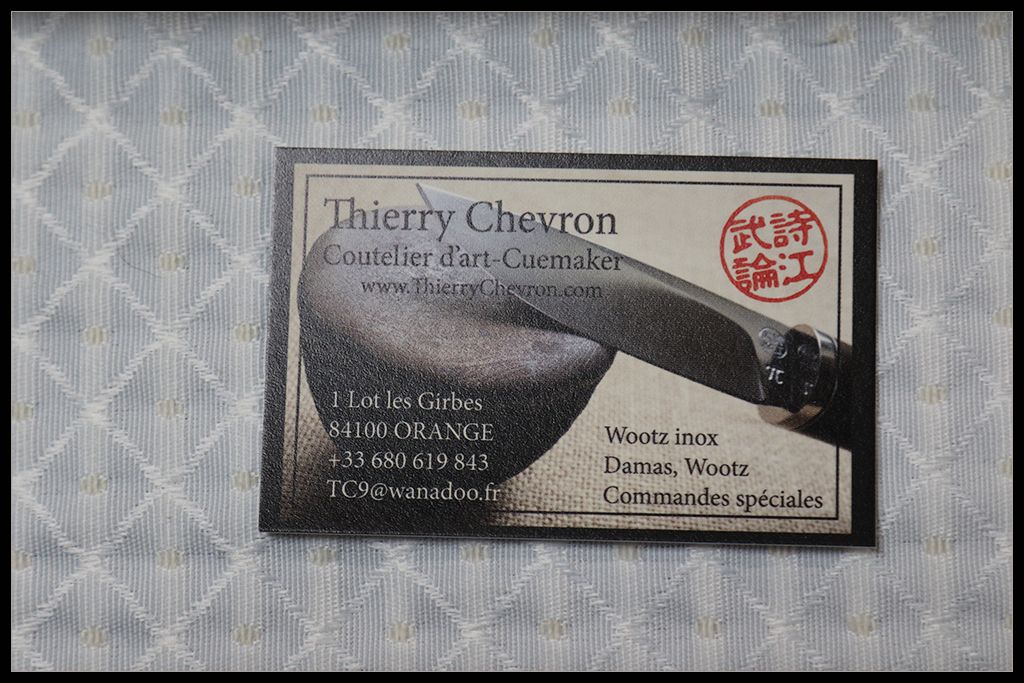 Thierry Chevron
Coutelier d'art-Cuemaker
www.ThierryChevron.com
武詩
論江
1 Lot les Girbes
84100 ORANGE
+33 680 619 843
TC9@wanadoo.fr
Wootz inox
Damas, Wootz
Commandes spéciales
TC